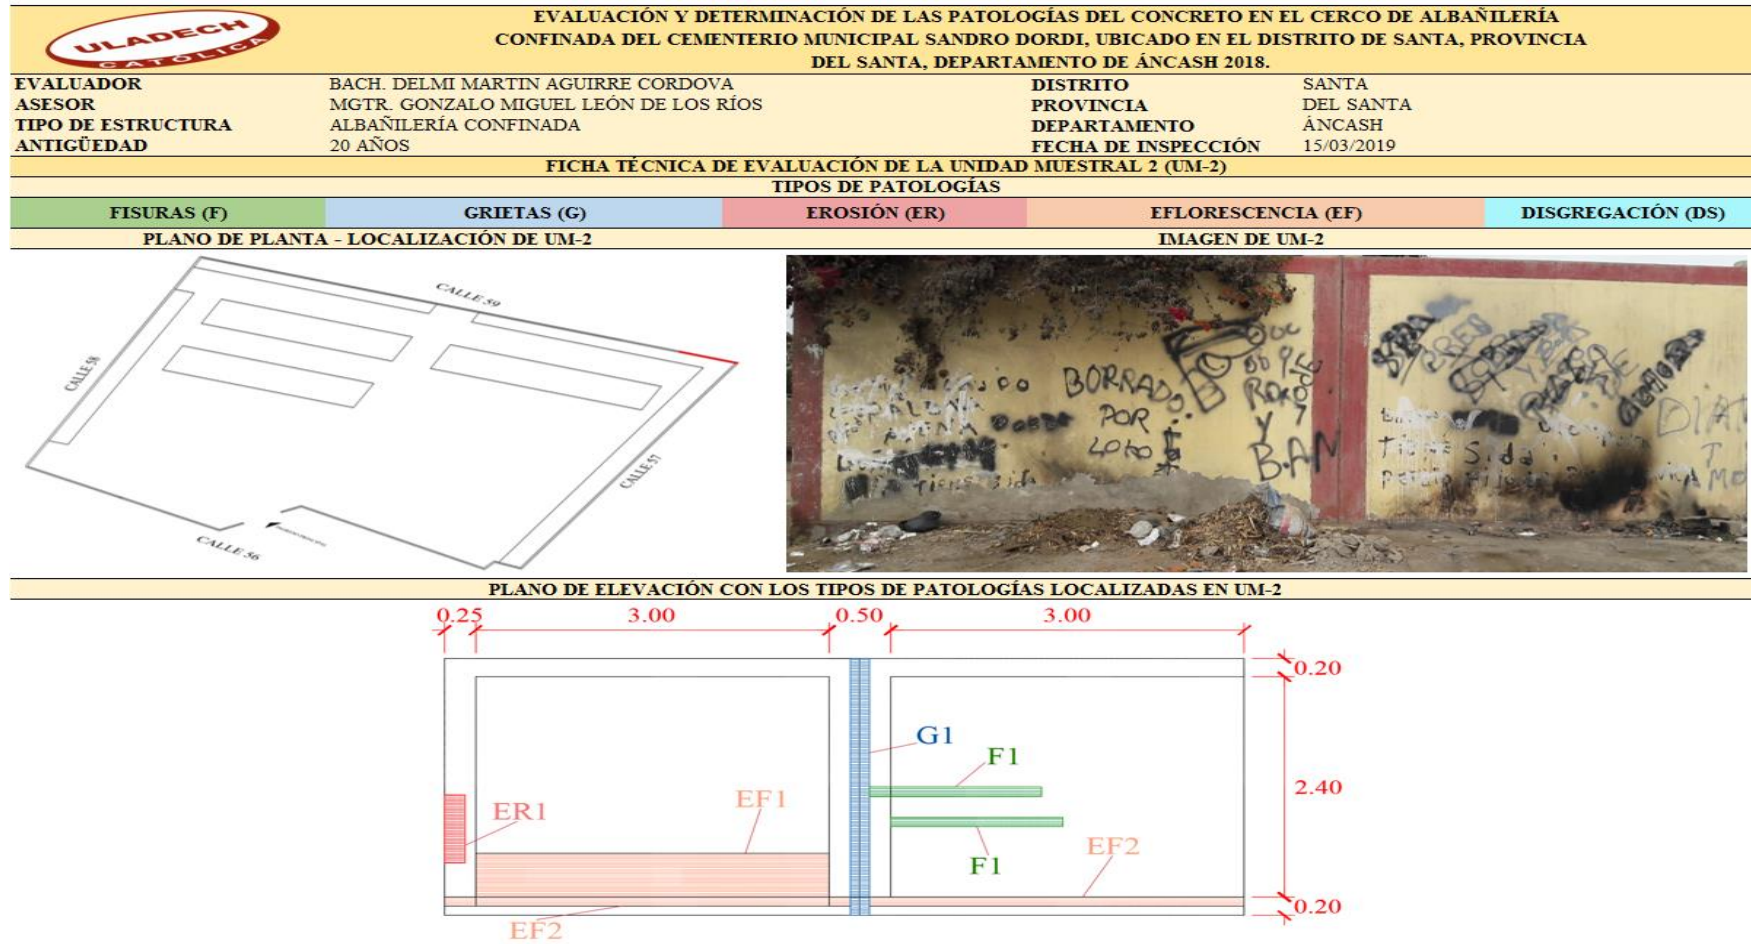 ULADECH
CATÓLICA
EVALUACIÓN Y DETERMINACIÓN DE LAS PATOLOGÍAS DEL CONCRETO EN EL CERCO DE ALBAÑILERÍA
CONFINADA DEL CEMENTERIO MUNICIPAL SANDRO DORDI, UBICADO EN EL DISTRITO DE SANTA, PROVINCIA
DEL SANTA, DEPARTAMENTO DE ÁNCASH 2018.
EVALUADOR BACH. DELMI MARTIN AGUIRRE CORDOVA DISTRITO SANTA
ASESOR MGTR. GONZALO MIGUEL LEÓN DE LOS RÍOS PROVINCIA DEL SANTA
TIPO DE ESTRUCTURA ALBAÑILERÍA CONFINADA DEPARTAMENTO ÁNCASH
ANTIGÜEDAD 20 AÑOS FECHA DE INSPECCIÓN 15/03/2019
FICHA TÉCNICA DE EVALUACIÓN DE LA UNIDAD MUESTRAL 2 (UM-2)
TIPOS DE PATOLOGÍAS
FISURAS (F) GRIETAS (G) EROSIÓN (ER) EFLORESCENCIA (EF) DISGREGACIÓN (DS)
PLANO DE PLANTA - LOCALIZACIÓN DE UM-2 IMAGEN DE UM-2
CALLE 59
CALLE 58
CALLE 57
CALLE 56
BORRADO
POR
LOKO
Y
BAN
Sida
PLANO DE ELEVACIÓN CON LOS TIPOS DE PATOLOGÍAS LOCALIZADAS EN UM-2
0.25 3.00 0.50 3.00
0.20
G1
F1
2.40
EF1
ER1
EF2
F1
0.20
EF2